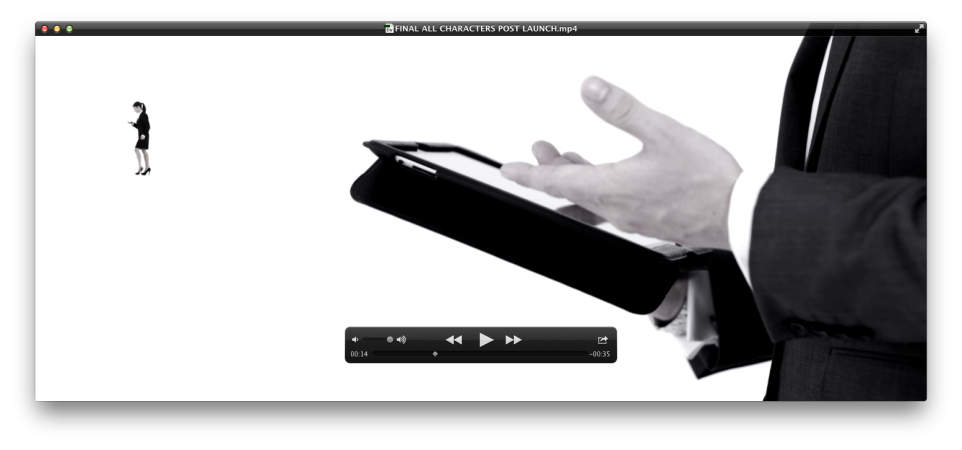 FINAL ALL CHARACTERS POST LAUNCH.mp4
00:14
-00:35